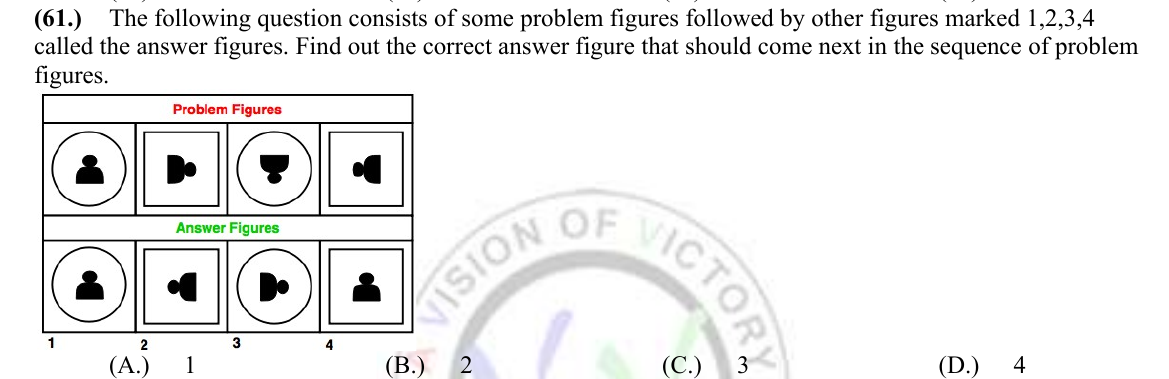 (61.) The following question consists of some problem figures followed by other figures marked 1,2,3,4
called the answer figures. Find out the correct answer figure that should come next in the sequence of problem
figures.
Problem Figures
Answer Figures
1 2 3 4
(A.) 1 (B.) 2 (C.) 3 (D.) 4
A VISION OF VICTORY